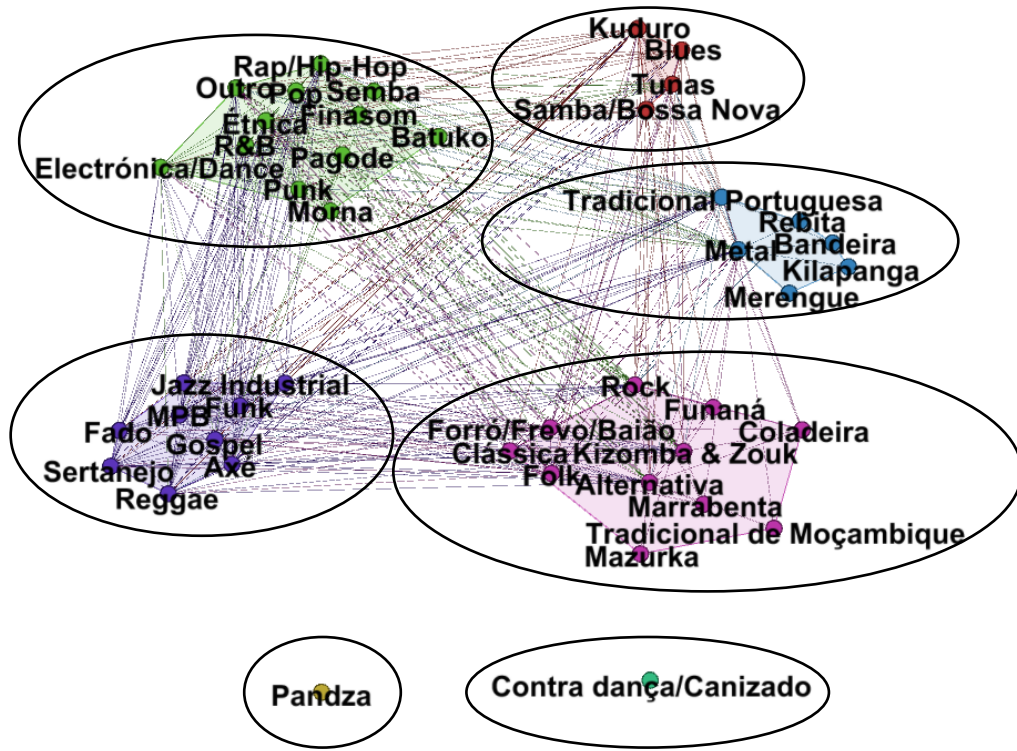 Rap/Hip-Hop
Outro
Pop
Semba
Finasom
Étnica
Batuko
R&B
Pagode
Electrónica/Dance
Punk
Morna
Kuduro
Blues
Tunas
Samba/Bossa Nova
Tradicional Portuguesa
Rebita
Metal
Bandeira
Kilapanga
Merengue
Jazz
Industrial
MPB
Funk
Fado
Gospel
Sertanejo
Axe
Reggae
Rock
Funaná
Forró/Frevo/Baião
Coladeira
Clássica
Kizomba & Zouk
Folk
Alternativa
Marrabenta
Tradicional de Moçambique
Mazurka
Pandza
Contra dança/Canizado